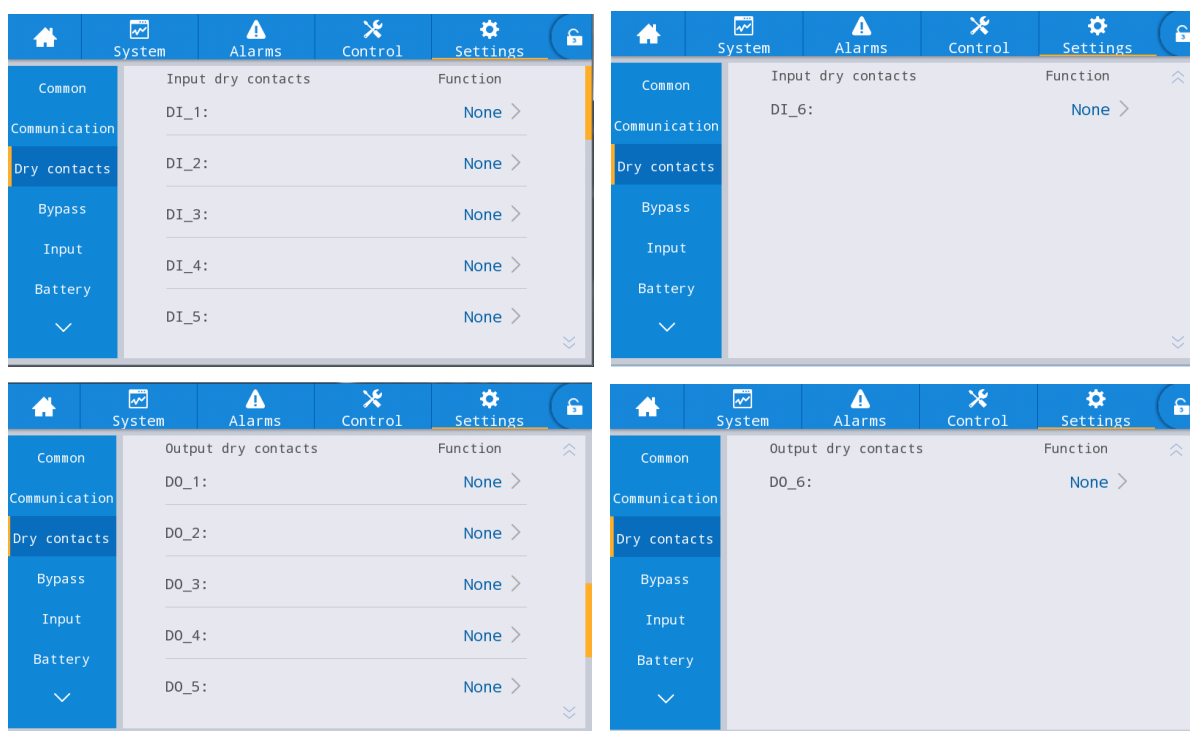 System Alarms Control Settings 3
Common
Communication
Dry contacts
Bypass
Input
Battery
Input dry contacts Function
DI_1: None
DI_2: None
DI_3: None
DI_4: None
DI_5: None
System Alarms Control Settings 3
Common
Communication
Dry contacts
Bypass
Input
Battery
Input dry contacts Function
DI_6: None
System Alarms Control Settings 3
Common
Communication
Dry contacts
Bypass
Input
Battery
Output dry contacts Function
DO_1: None
DO_2: None
DO_3: None
DO_4: None
DO_5: None
System Alarms Control Settings 3
Common
Communication
Dry contacts
Bypass
Input
Battery
Output dry contacts Function
DO_6: None